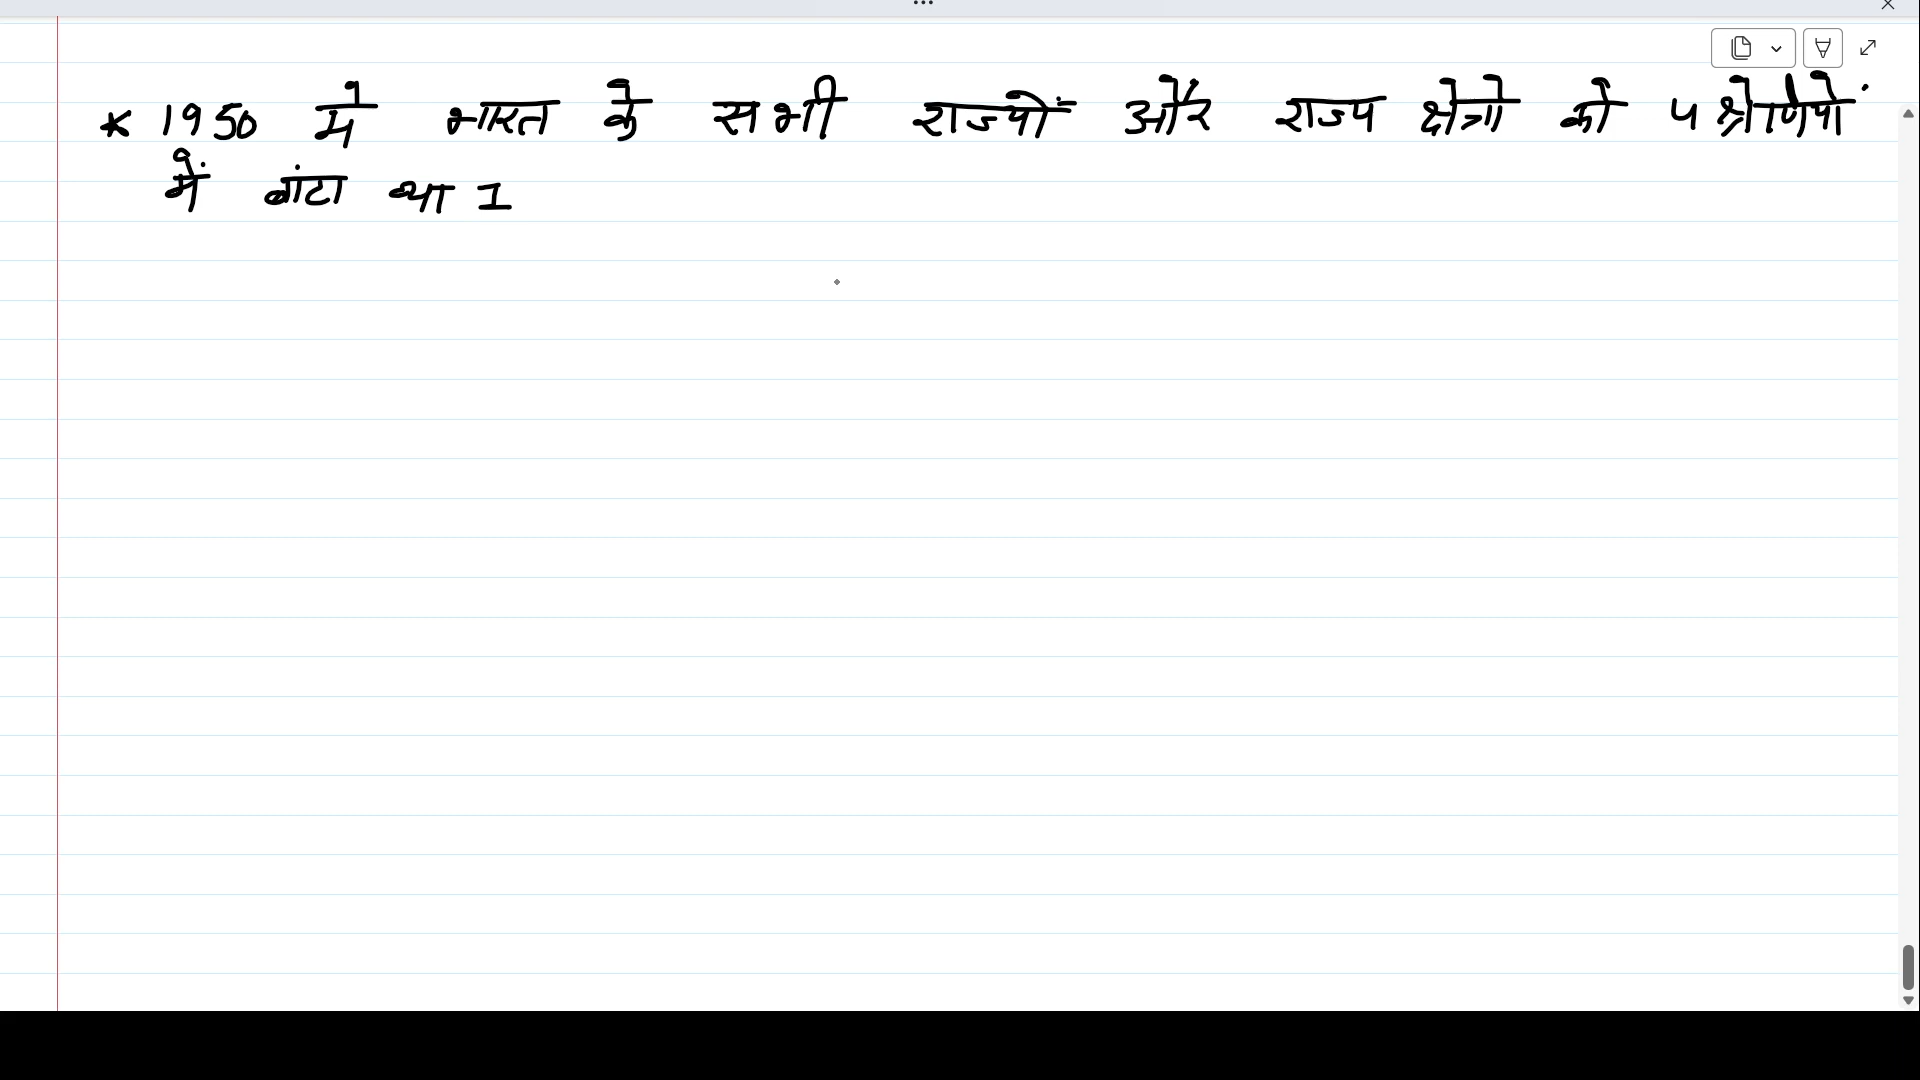 * 1950 मे भारत के सभी राज्यों और राज्य क्षेत्रो को 4 श्रेणियों
में बांटा था ।